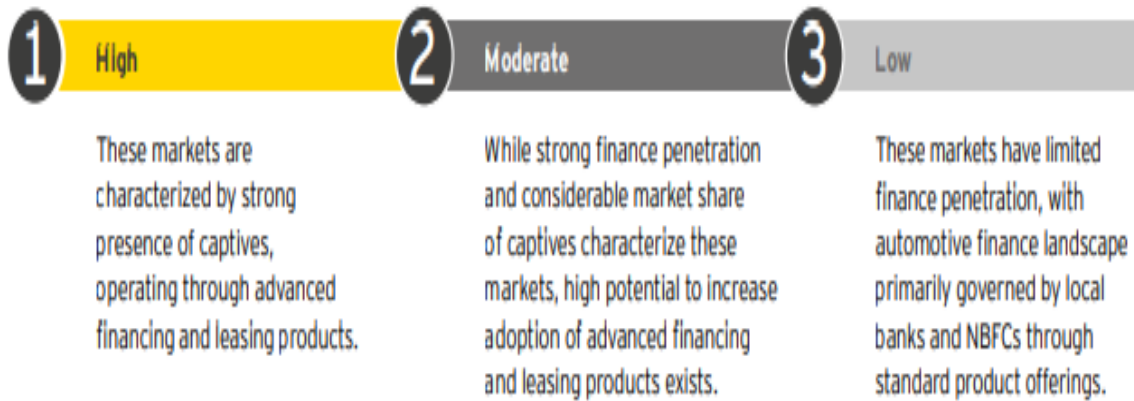 1 High
These markets are
characterized by strong
presence of captives,
operating through advanced
financing and leasing products.
2 Moderate
While strong finance penetration
and considerable market share
of captives characterize these
markets, high potential to increase
adoption of advanced financing
and leasing products exists.
3 Low
These markets have limited
finance penetration, with
automotive finance landscape
primarily governed by local
banks and NBFCs through
standard product offerings.